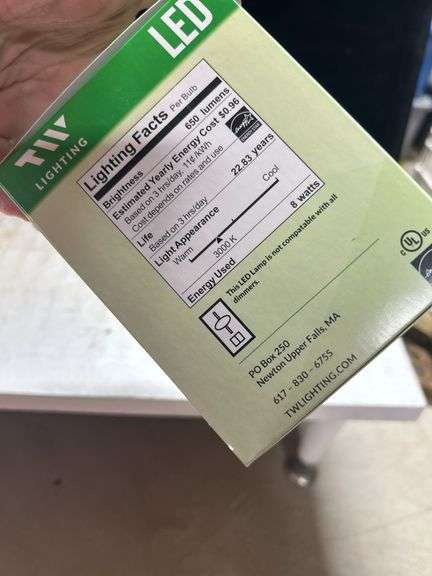 LED
TW
LIGHTING
Lighting Facts Per Bulb
Brightness 650 lumens
Estimated Yearly Energy Cost $0.96
Based on 3 hrs/day, 11¢/kWh
Cost depends on rates and use
Life 22.83 years
Based on 3 hrs/day
Light Appearance
Warm Cool
3000 K
Energy Used 8 watts
This LED Lamp is not compatable with all
dimmers.
c UL US
PO Box 250
Newton Upper Falls, MA
617 - 830 - 6755
TWLIGHTING.COM